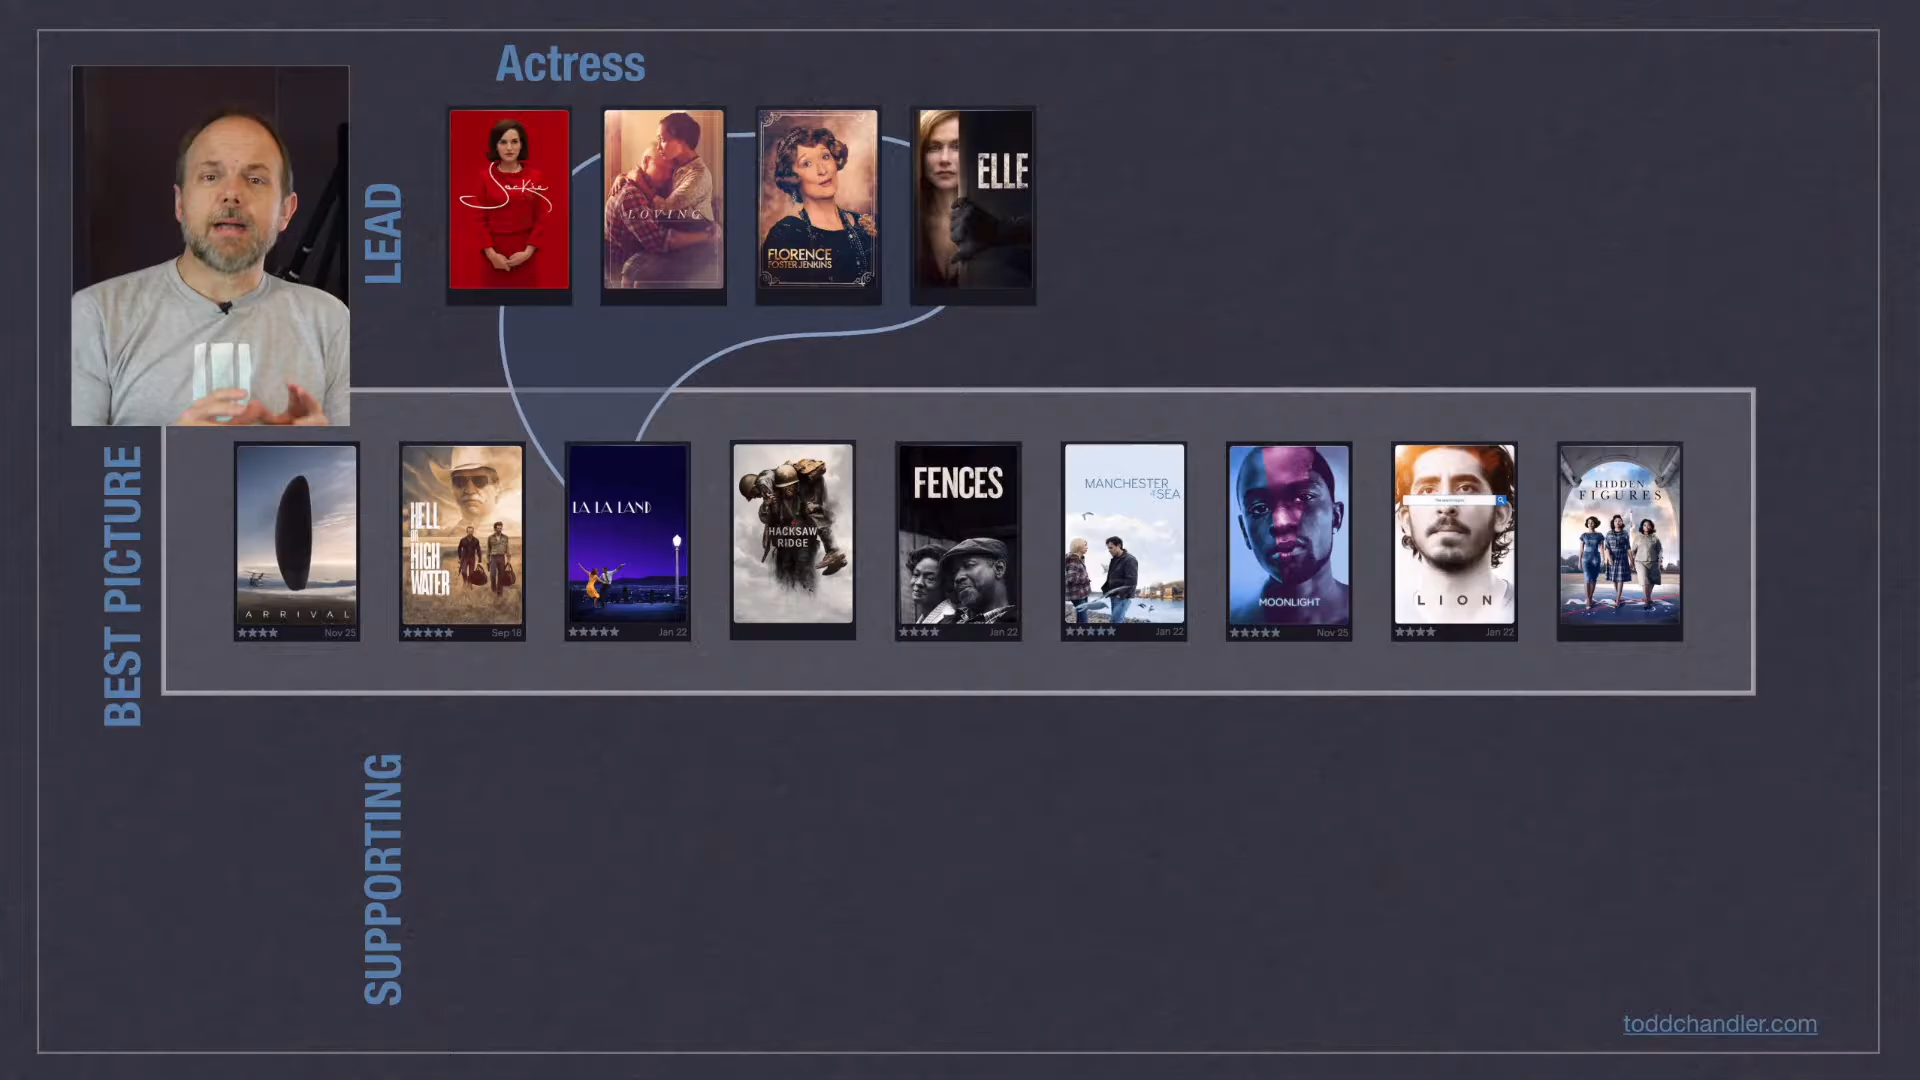 Actress
LEAD
Jackie
LOVING
FLORENCE
FOSTER JENKINS
ELLE
BEST PICTURE
ARRIVAL
Nov 25
HELL
OR
HIGH
WATER
Sep 18
LA LA LAND
Jan 22
HACKSAW
RIDGE
FENCES
Jan 22
MANCHESTER
SEA
Jan 22
MOONLIGHT
Nov 25
LION
Jan 22
HIDDEN
FIGURES
SUPPORTING
toddchandler.com